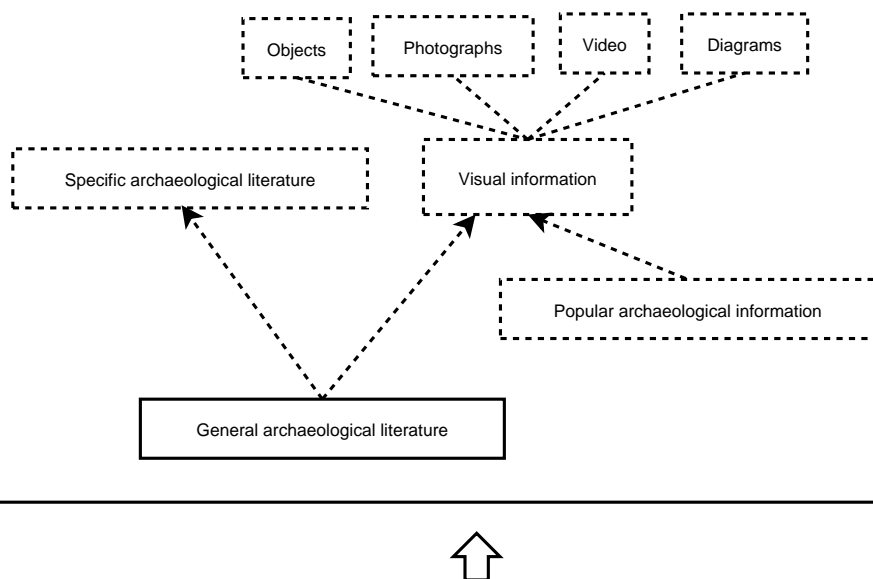 Objects
Photographs
Video
Diagrams
Specific archaeological literature
Visual information
Popular archaeological information
General archaeological literature